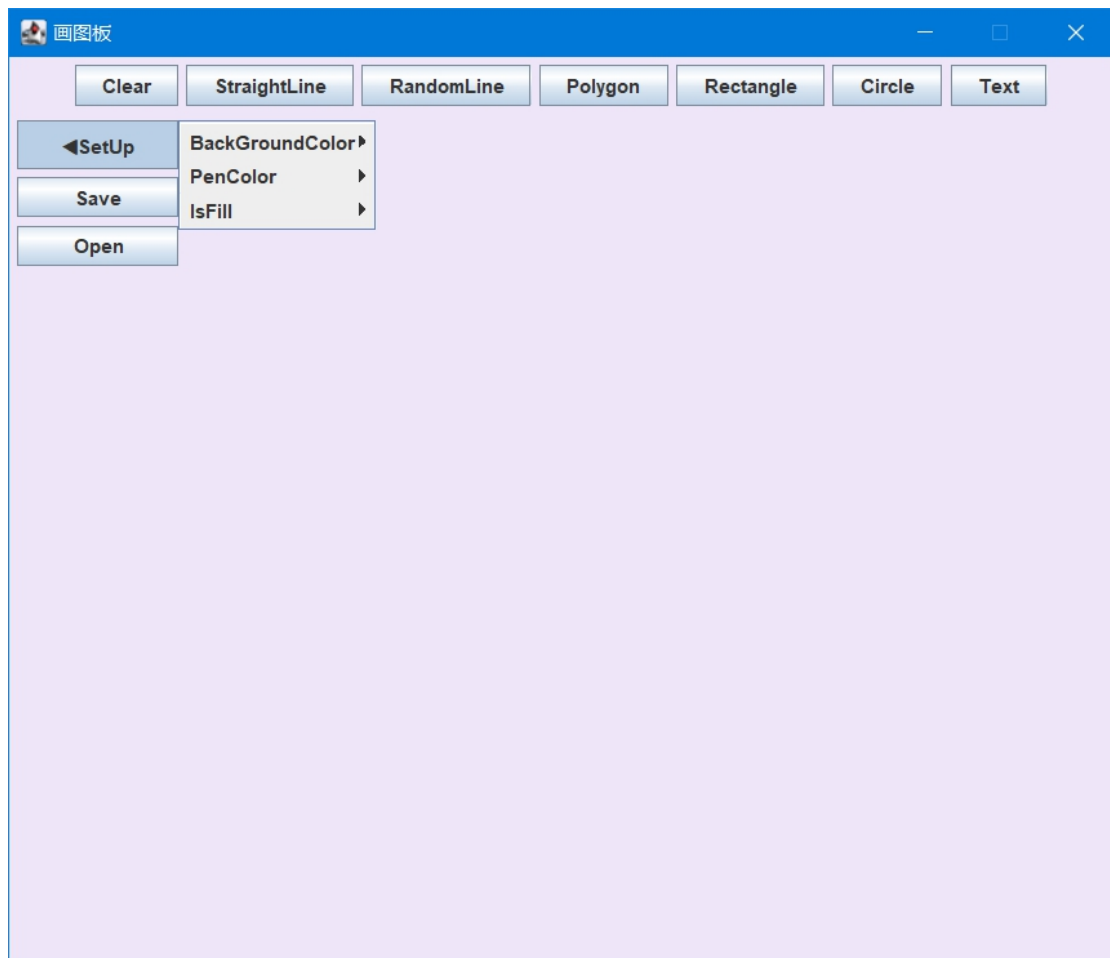 画图板
Clear StraightLine RandomLine Polygon Rectangle Circle Text
SetUp
BackGroundColor
PenColor
IsFill
Save
Open